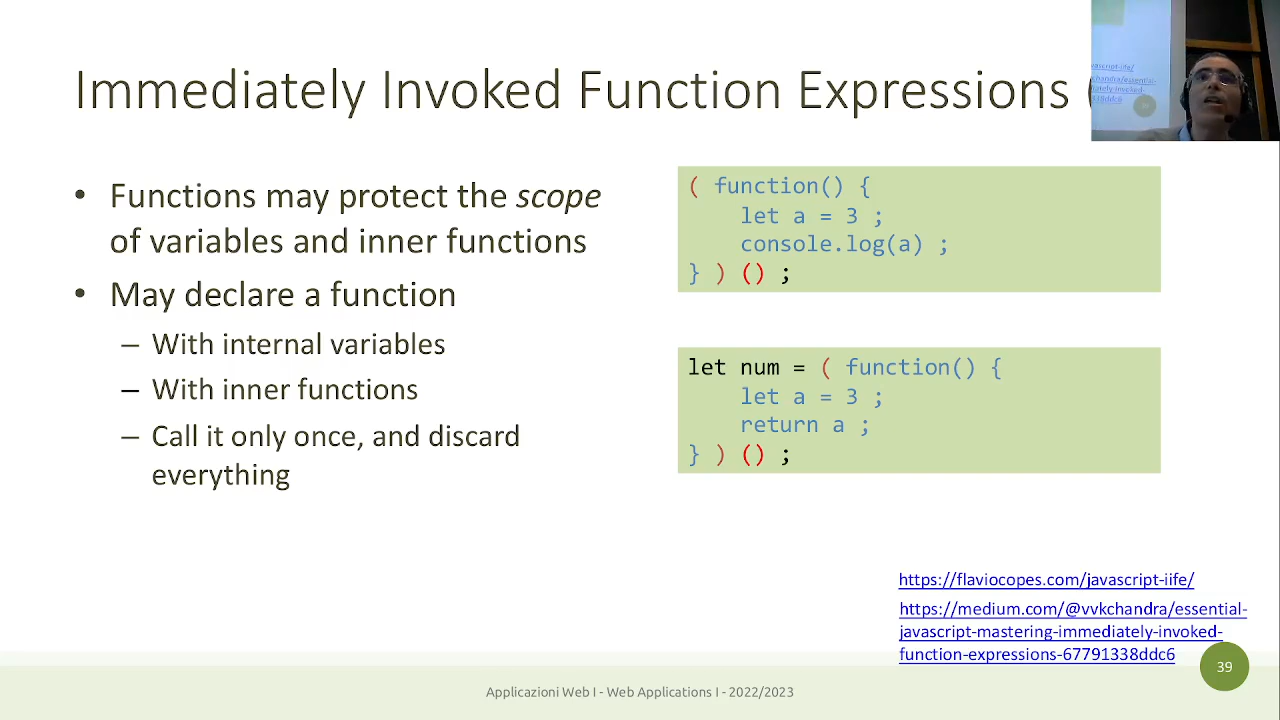 Immediately Invoked Function Expressions (
• Functions may protect the scope
of variables and inner functions
• May declare a function
– With internal variables
– With inner functions
– Call it only once, and discard
everything
( function() {
let a = 3 ;
console.log(a) ;
} ) () ;
let num = ( function() {
let a = 3 ;
return a ;
} ) () ;
https://flaviocopes.com/javascript-iife/
https://medium.com/@vvkchandra/essential-
javascript-mastering-immediately-invoked-
function-expressions-67791338ddc6
39
Applicazioni Web I - Web Applications I - 2022/2023